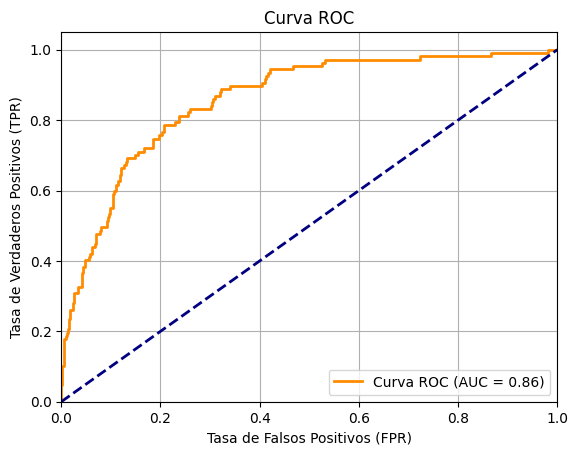 Curva ROC
1.0
0.8
0.6
0.4
0.2
0.0
Tasa de Verdaderos Positivos (TPR)
Curva ROC (AUC = 0.86)
0.0 0.2 0.4 0.6 0.8 1.0
Tasa de Falsos Positivos (FPR)